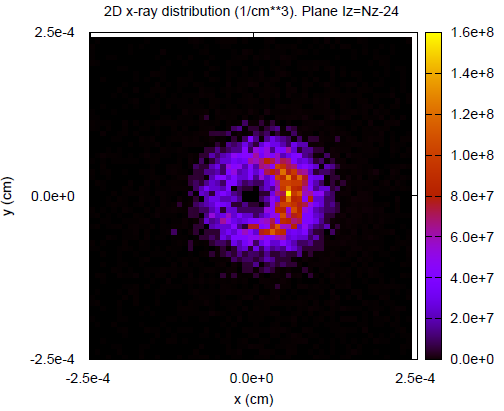 2D x-ray distribution (1/cm**3). Plane Iz=Nz-24
2.5e-4
1.6e+8
1.4e+8
1.2e+8
1.0e+8
y (cm)
0.0e+0
8.0e+7
6.0e+7
4.0e+7
2.0e+7
-2.5e-4
0.0e+0
-2.5e-4
0.0e+0
2.5e-4
x (cm)